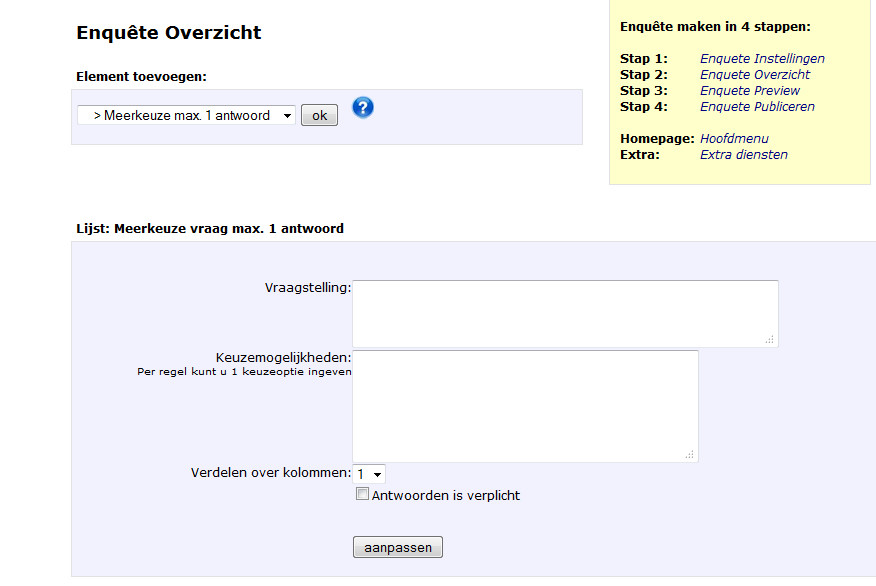 Enquête Overzicht
Element toevoegen:
> Meerkeuze max. 1 antwoord
ok
?
Enquête maken in 4 stappen:
Stap 1: Enquete Instellingen
Stap 2: Enquete Overzicht
Stap 3: Enquete Preview
Stap 4: Enquete Publiceren
Homepage: Hoofdmenu
Extra: Extra diensten
Lijst: Meerkeuze vraag max. 1 antwoord
Vraagstelling:
Keuzemogelijkheden:
Per regel kunt u 1 keuzeoptie ingeven
Verdelen over kolommen: 1
Antwoorden is verplicht
aanpassen